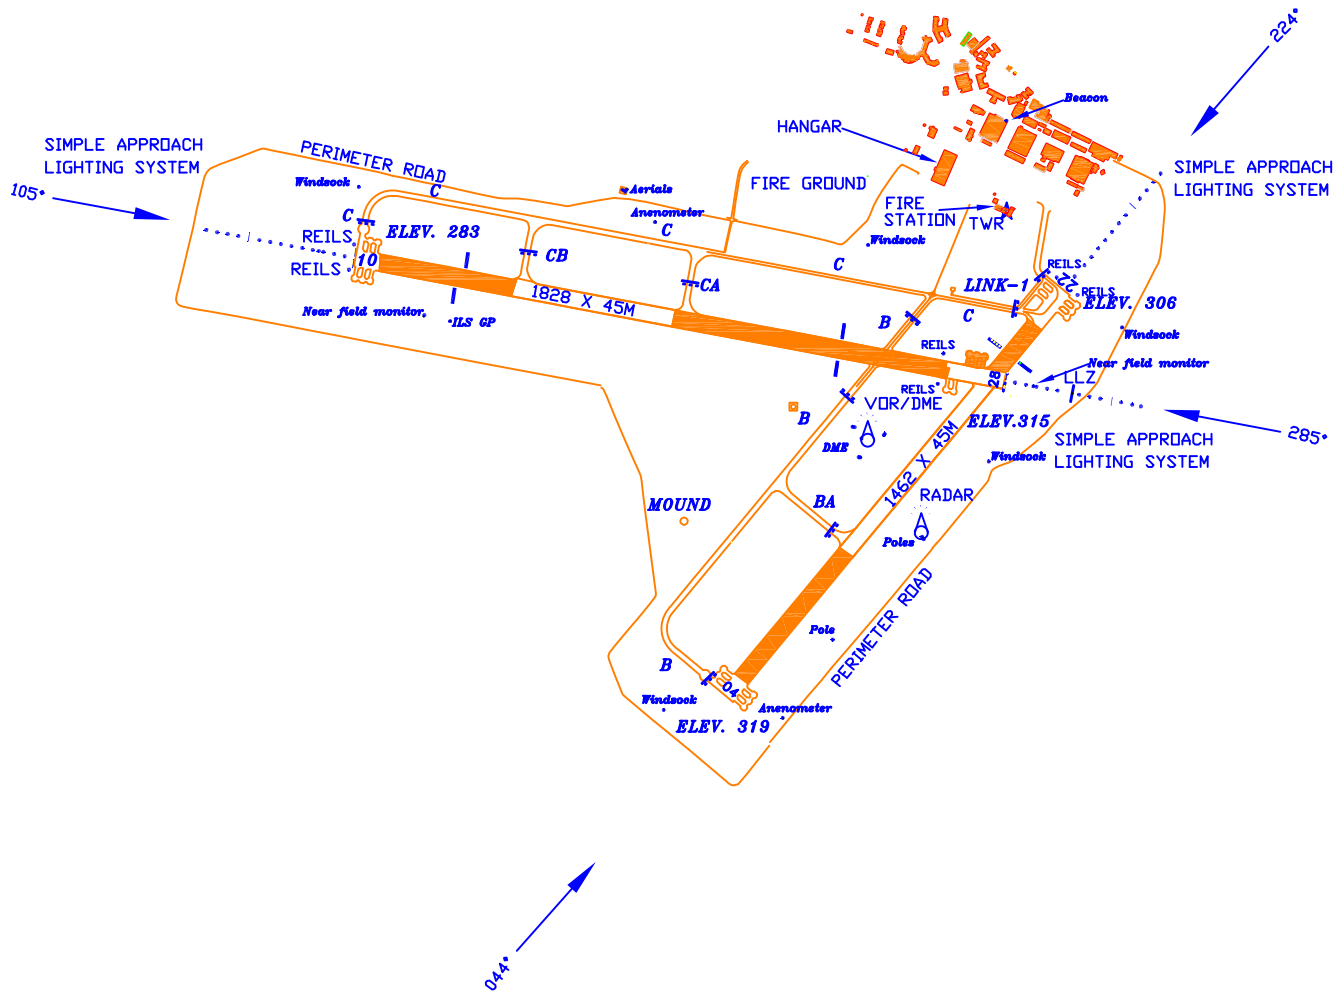 224°
Beacon
HANGAR
SIMPLE APPROACH
LIGHTING SYSTEM
PERIMETER ROAD
SIMPLE APPROACH
LIGHTING SYSTEM
105°
Windsock
C
Aerials
FIRE GROUND
FIRE
STATION
TWR
C
Anenometer
C
REILS
ELEV. 283
Windsock
CB
REILS
10
C
REILS
CA
LINK-1
22
REILS
1828 X 45M
ELEV. 306
Near field monitor,
ILS GP
B
C
Windsock
REILS
Near field monitor
28
LLZ
REILS
VOR/DME
B
ELEV.315
285°
DME
1462 X 45M
SIMPLE APPROACH
LIGHTING SYSTEM
Windsock
MOUND
BA
RADAR
Poles
PERIMETER ROAD
Pole
B
04
Windsock
Anenometer
ELEV. 319
044°